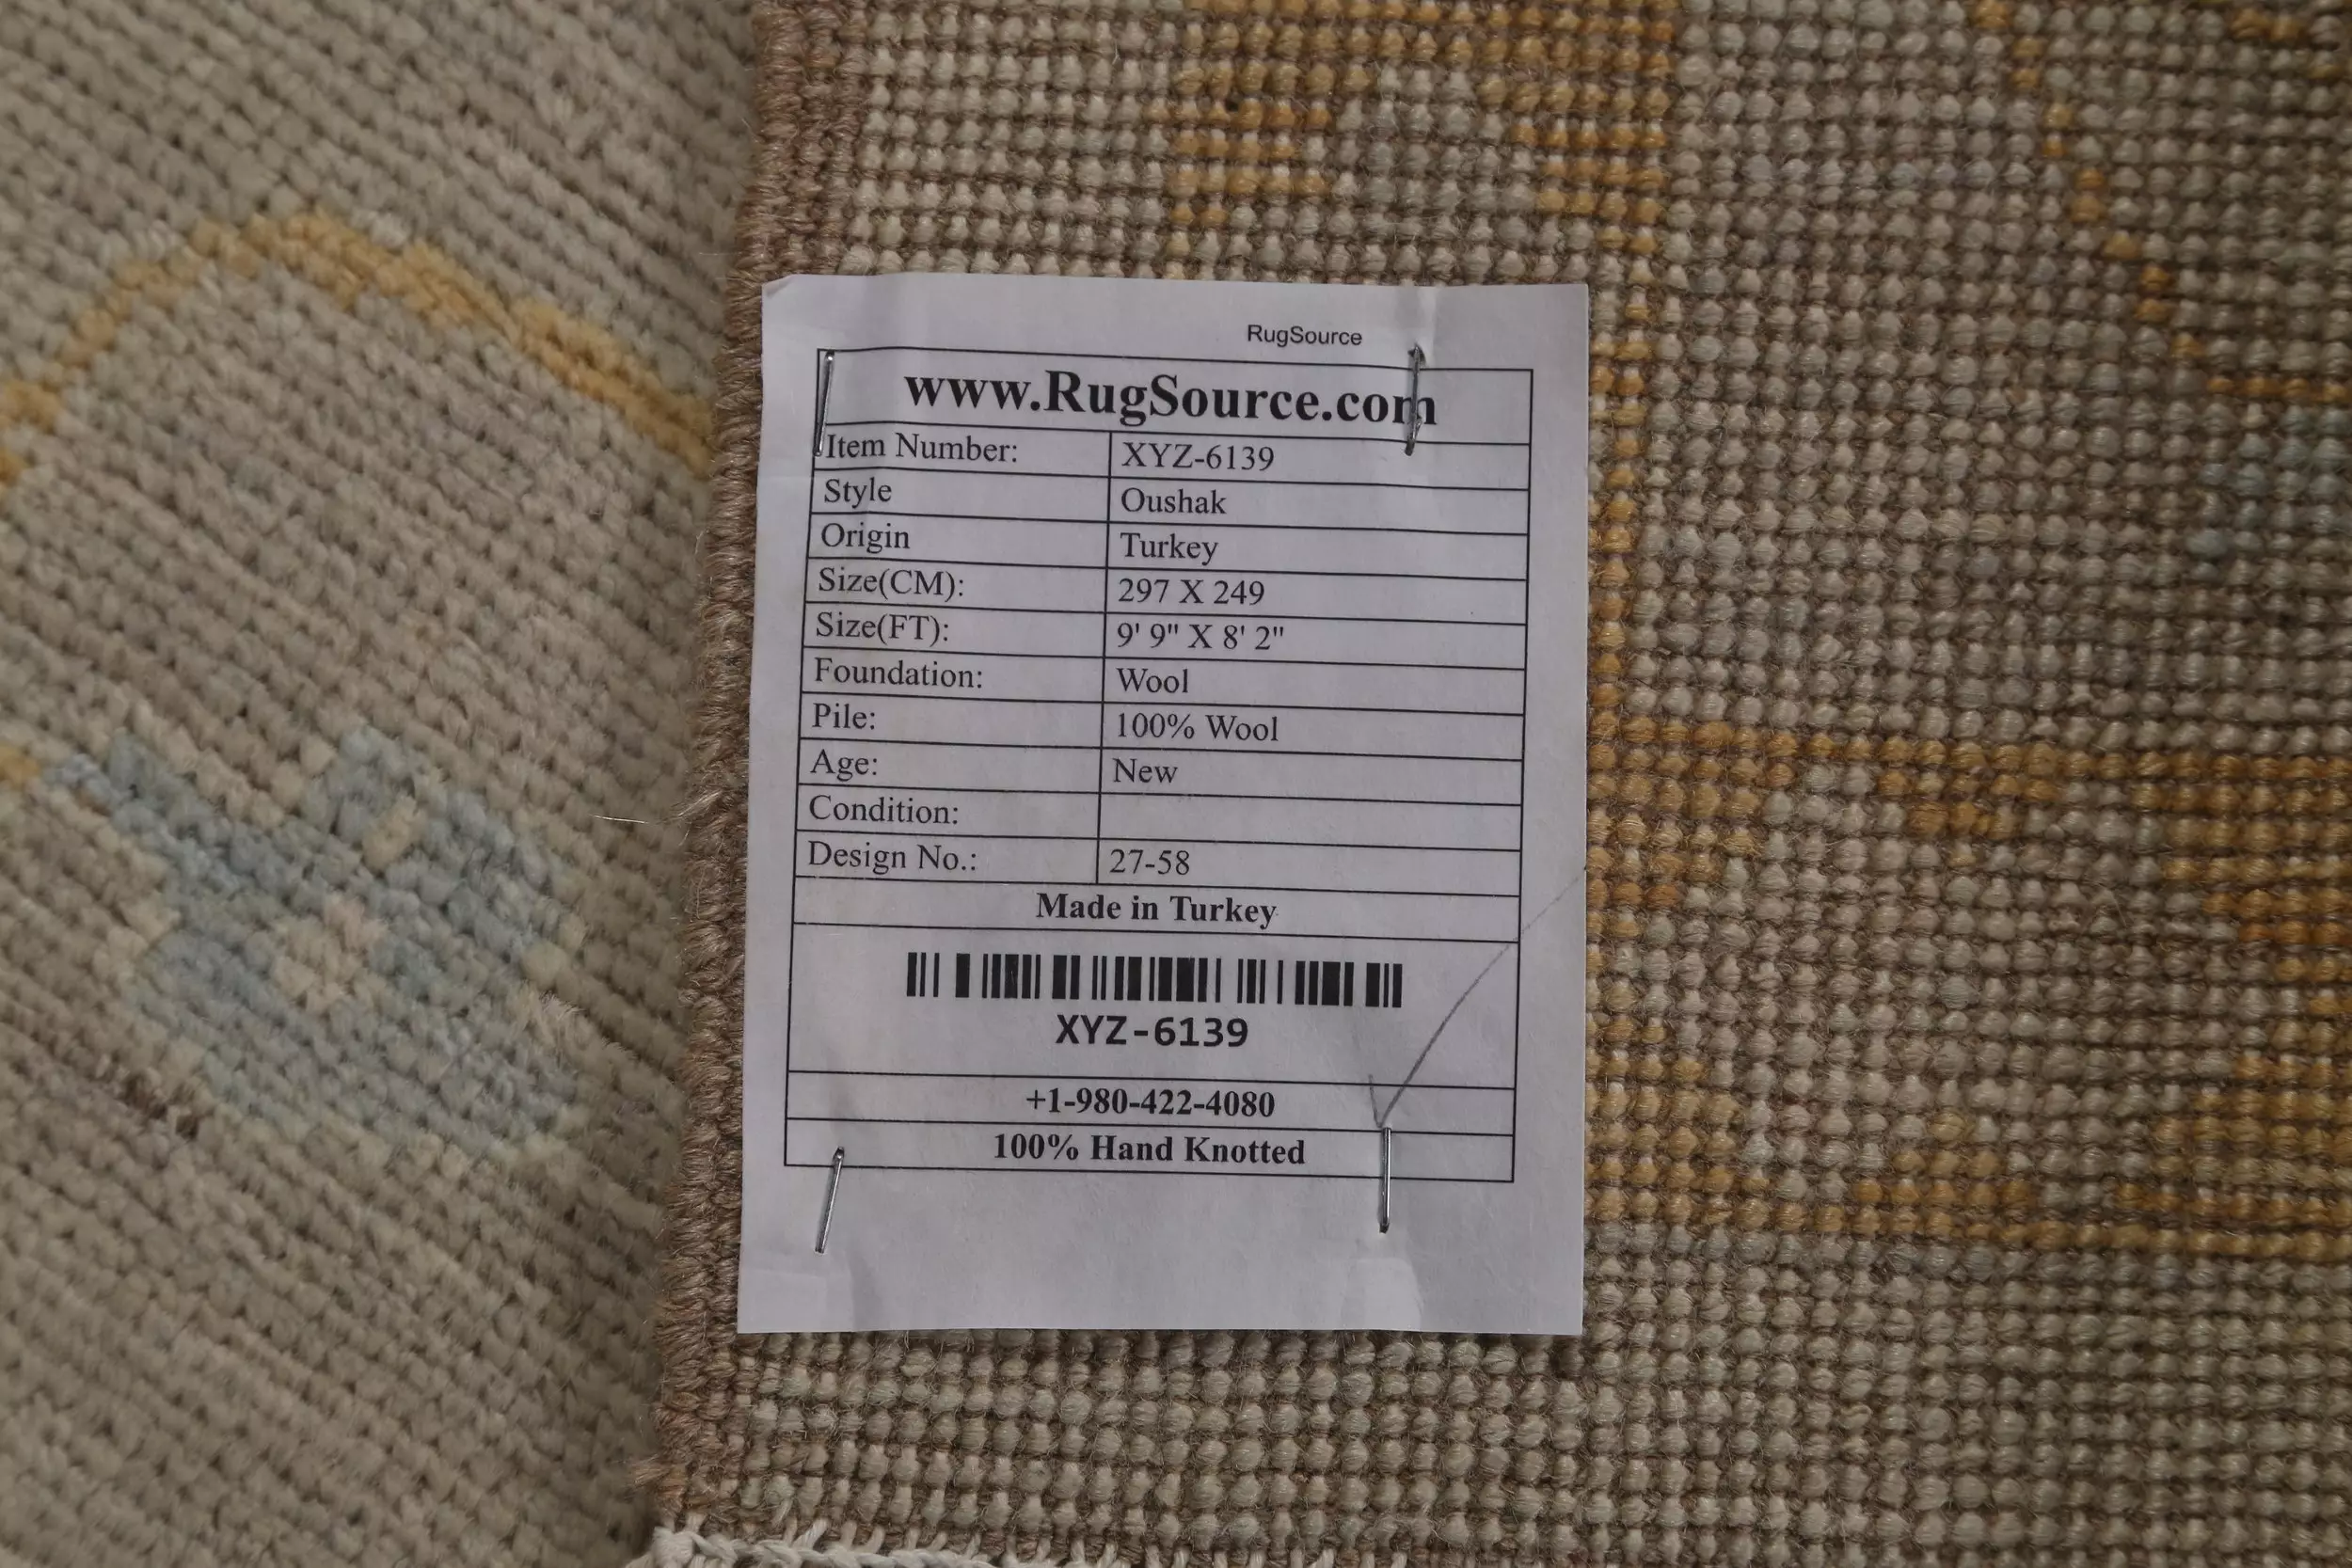 RugSource
www.RugSource.com
Item Number: XYZ-6139
Style Oushak
Origin Turkey
Size(CM): 297 X 249
Size(FT): 9' 9" X 8' 2"
Foundation: Wool
Pile: 100% Wool
Age: New
Condition:
Design No.: 27-58
Made in Turkey
XYZ-6139
+1-980-422-4080
100% Hand Knotted